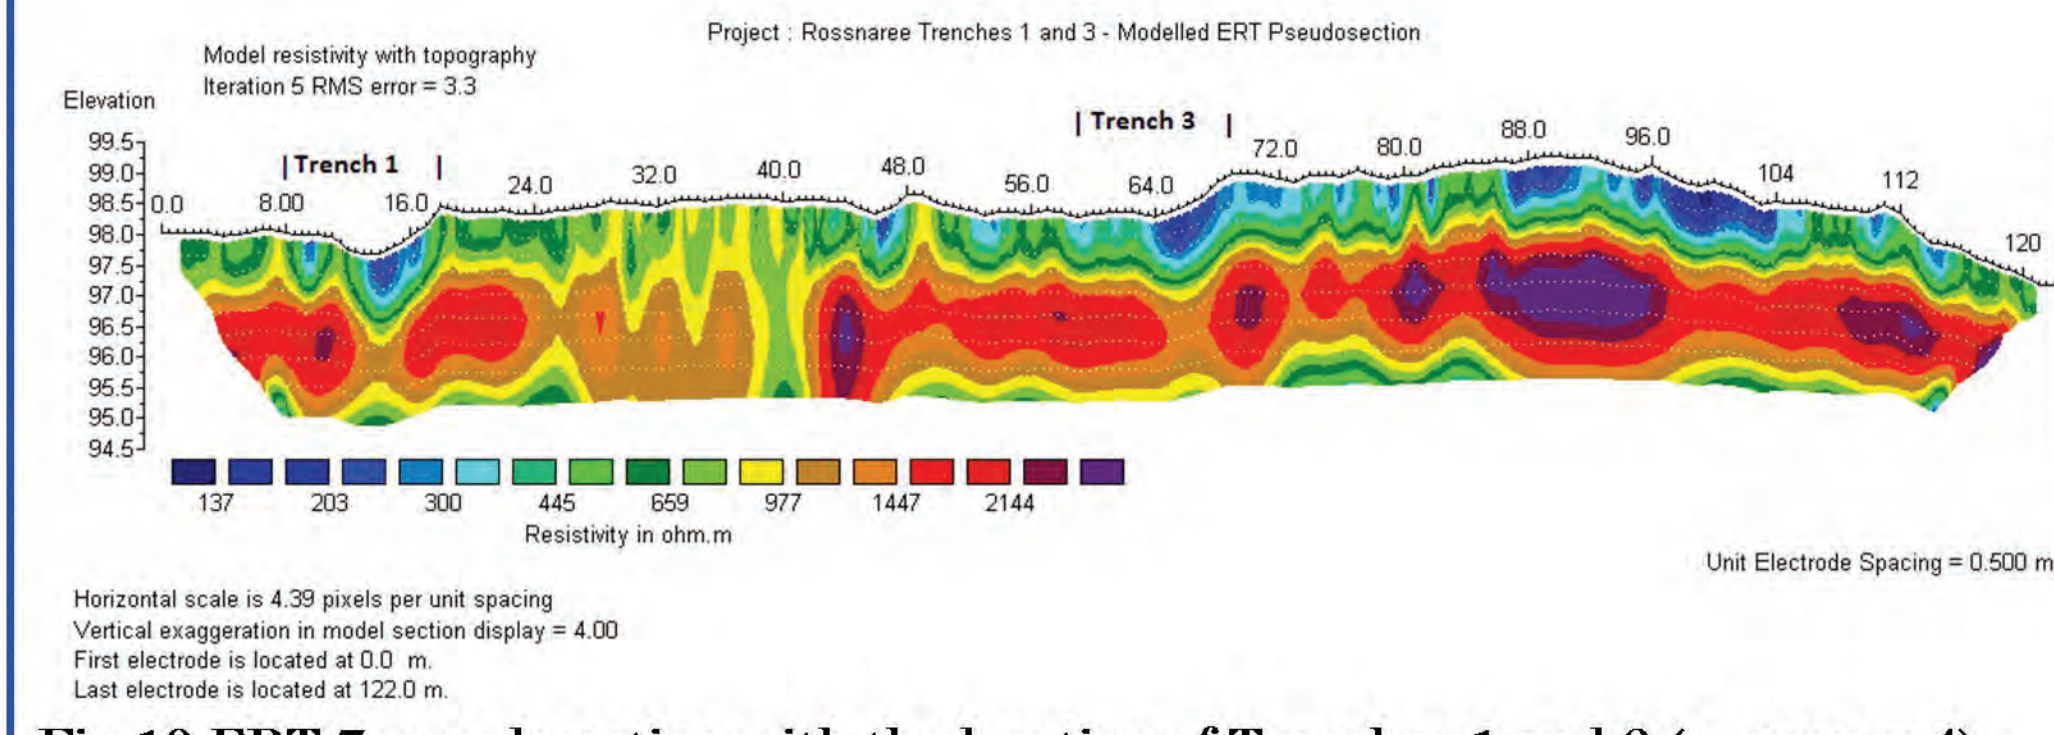 Project : Rossnaree Trenches 1 and 3 - Modelled ERT Pseudosection
Model resistivity with topography
Iteration 5 RMS error = 3.3
Elevation
| Trench 3 |
|Trench 1 |
99.5
99.0
98.5
98.0
97.5
97.0
96.5
96.0
95.5
95.0
94.5
0.0 8.00 16.0 24.0 32.0 40.0 48.0 56.0 64.0 72.0 80.0 88.0 96.0 104 112 120
137 203 300 445 659 977 1447 2144
Resistivity in ohm.m
Unit Electrode Spacing = 0.500 m
Horizontal scale is 4.39 pixels per unit spacing
Vertical exaggeration in model section display = 4.00
First electrode is located at 0.0 m.
Last electrode is located at 122.0 m.